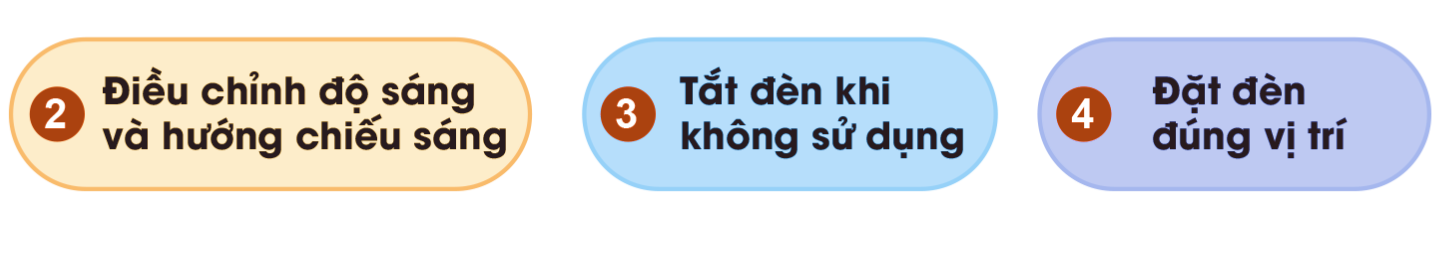 2 Điều chỉnh độ sáng
và hướng chiếu sáng
3 Tắt đèn khi
không sử dụng
4 Đặt đèn
đúng vị trí